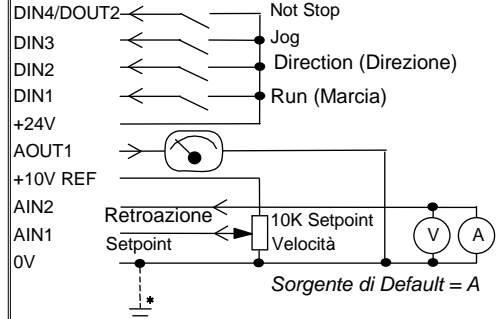 DIN4/DOUT2
Not Stop
DIN3
Jog
DIN2
Direction (Direzione)
DIN1
Run (Marcia)
+24V
AOUT1
+10V REF
AIN2
Retroazione
AIN1
Setpoint
10K Setpoint
Velocità
V
A
0V
Sorgente di Default = A
*